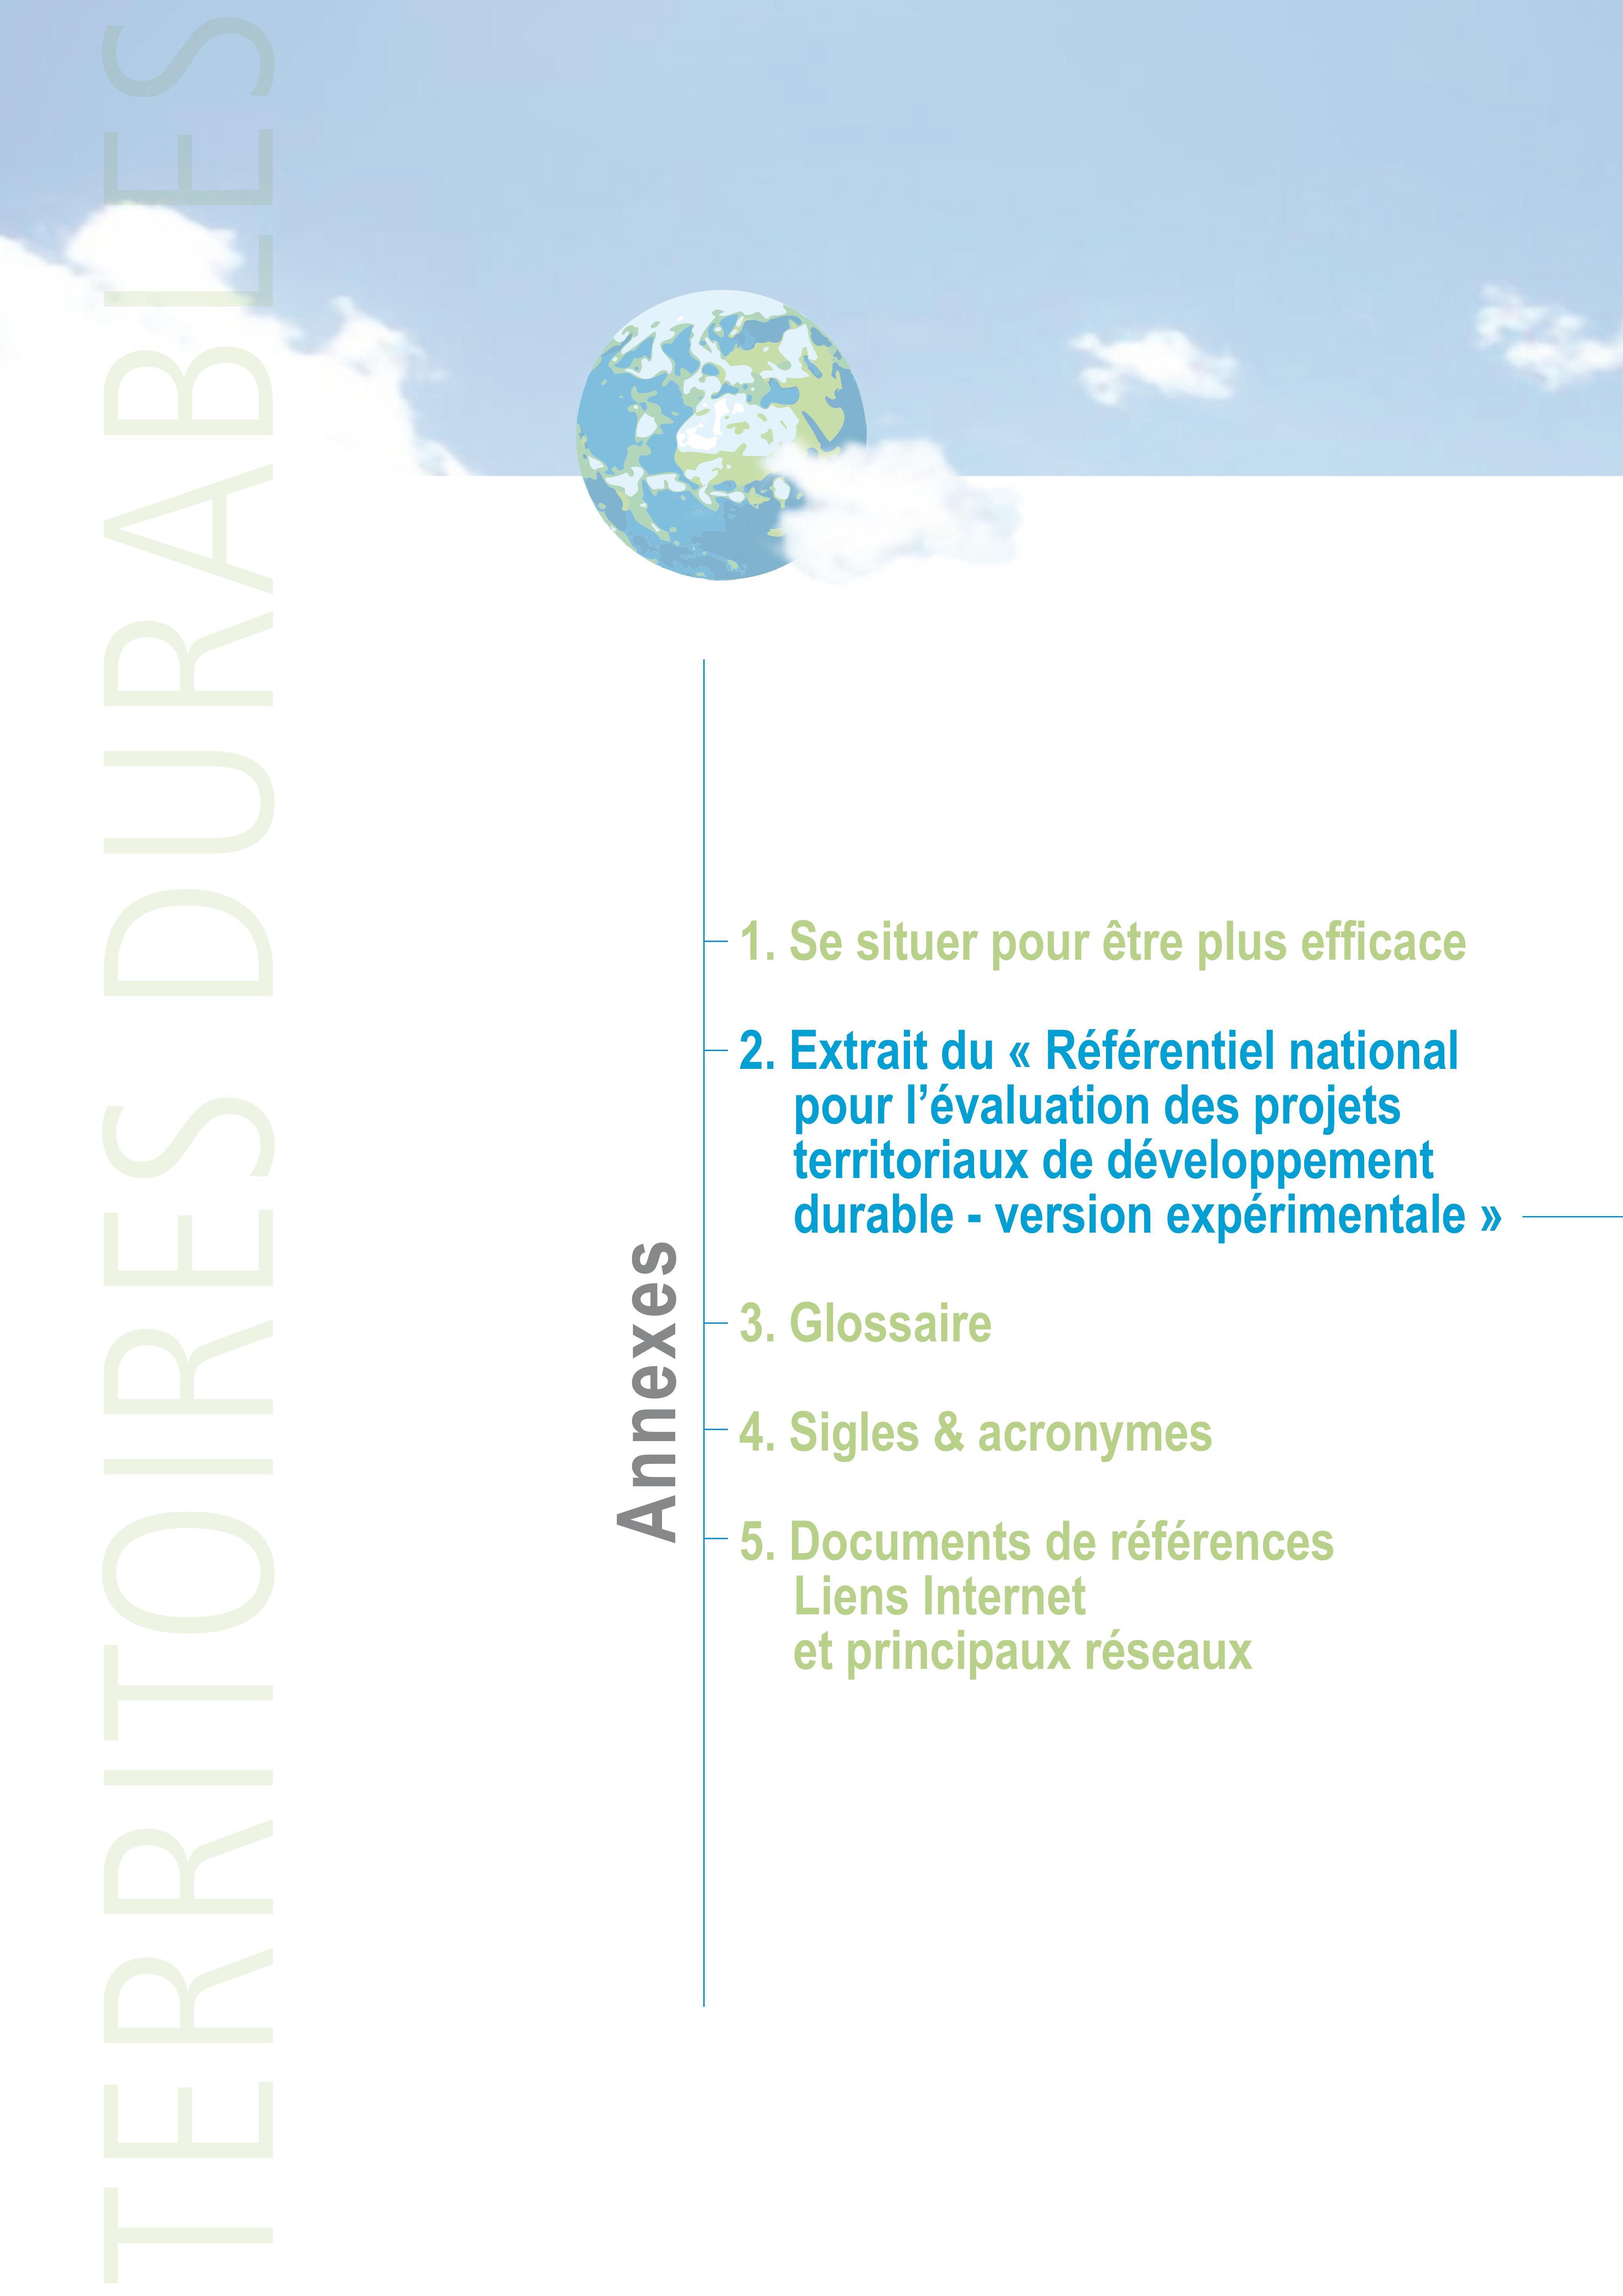 TERRITOIRES DURABLES
Annexes
1. Se situer pour être plus efficace
2. Extrait du « Référentiel national
pour l’évaluation des projets
territoriaux de développement
durable - version expérimentale »
3. Glossaire
4. Sigles & acronymes
5. Documents de références
Liens Internet
et principaux réseaux